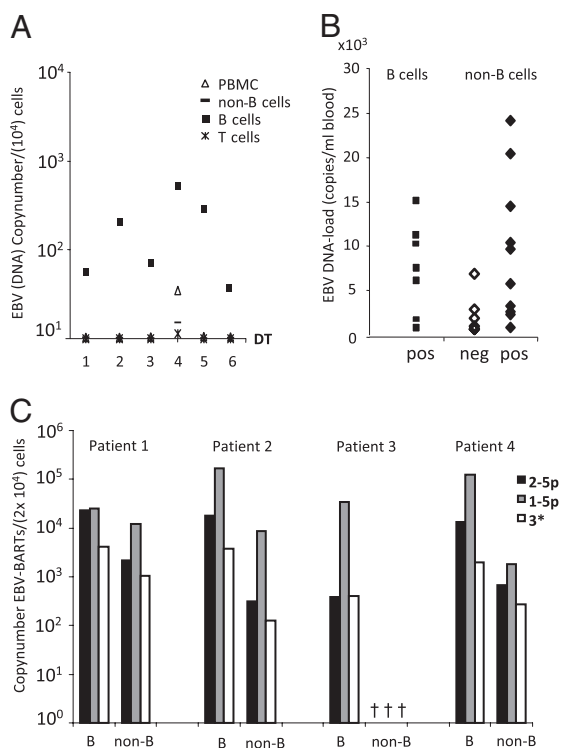 A
EBV (DNA) Copynumber/(10⁴) cells
10⁴
10³
10²
10¹
PBMC
non-B cells
B cells
T cells
DT
1 2 3 4 5 6
B
x10³
EBV DNA-load (copies/ml blood)
30
25
20
15
10
5
0
B cells non-B cells
pos neg pos
C
Copynumber EBV-BARTs/(2x 10⁴) cells
10⁶
10⁵
10⁴
10³
10²
10¹
10⁰
Patient 1 Patient 2 Patient 3 Patient 4
2-5p
1-5p
3*
† † †
B non-B B non-B B non-B B non-B